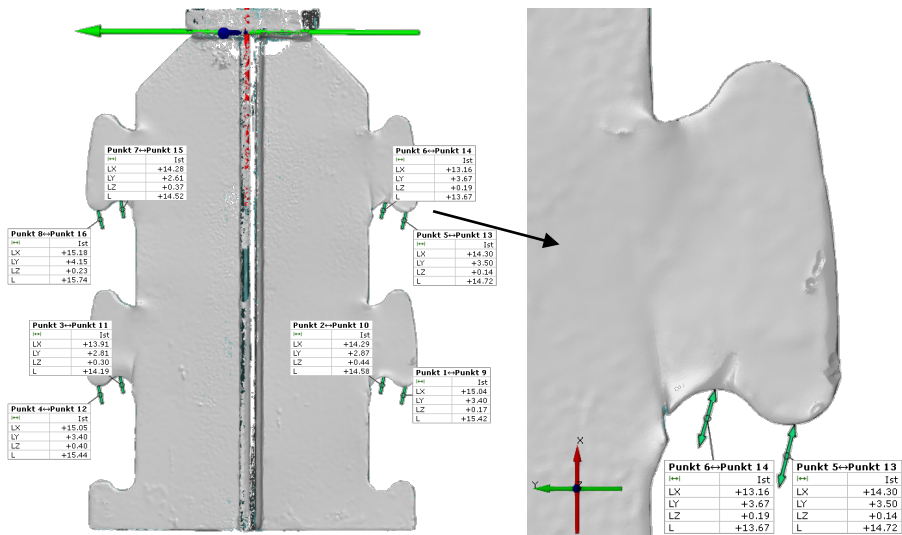 Punkt 7↔Punkt 15
Ist
LX +14.28
LY +2.61
LZ +0.37
L +14.52
Punkt 6↔Punkt 14
Ist
LX +13.16
LY +3.67
LZ +0.19
L +13.67
Punkt 8↔Punkt 16
Ist
LX +15.18
LY +4.15
LZ +0.23
L +15.74
Punkt 5↔Punkt 13
Ist
LX +14.30
LY +3.50
LZ +0.14
L +14.72
Punkt 3↔Punkt 11
Ist
LX +13.91
LY +2.81
LZ +0.30
L +14.19
Punkt 2↔Punkt 10
Ist
LX +14.29
LY +2.87
LZ +0.44
L +14.58
Punkt 4↔Punkt 12
Ist
LX +15.05
LY +3.40
LZ +0.40
L +15.44
Punkt 1↔Punkt 9
Ist
LX +15.04
LY +3.40
LZ +0.17
L +15.42
X
Y
Z
Punkt 6↔Punkt 14
Ist
LX +13.16
LY +3.67
LZ +0.19
L +13.67
Punkt 5↔Punkt 13
Ist
LX +14.30
LY +3.50
LZ +0.14
L +14.72